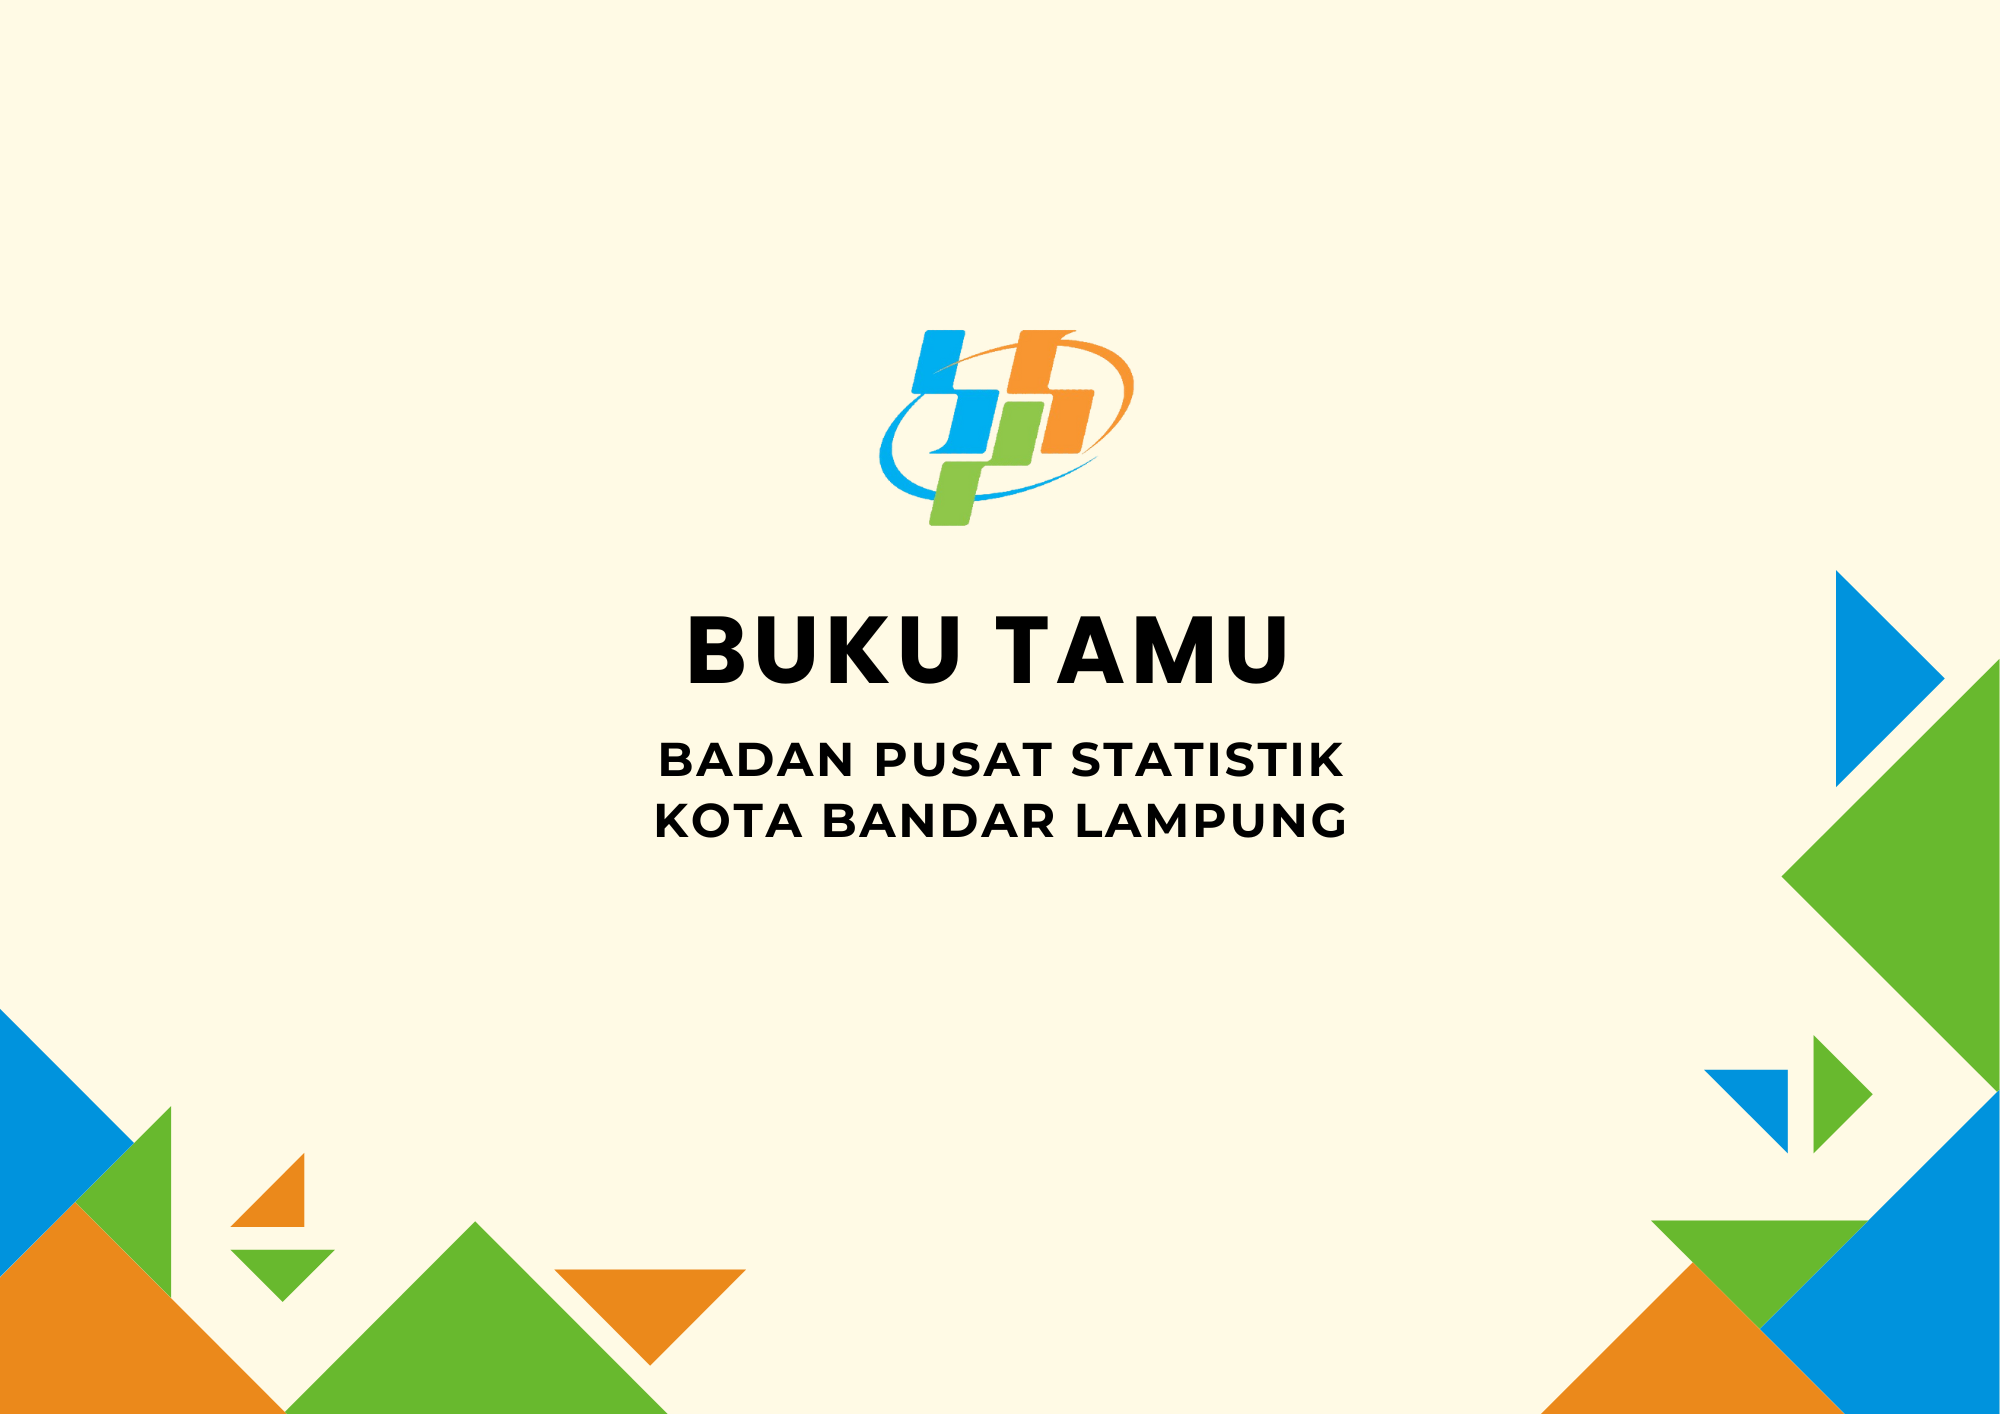 BUKU TAMU
BADAN PUSAT STATISTIK
KOTA BANDAR LAMPUNG